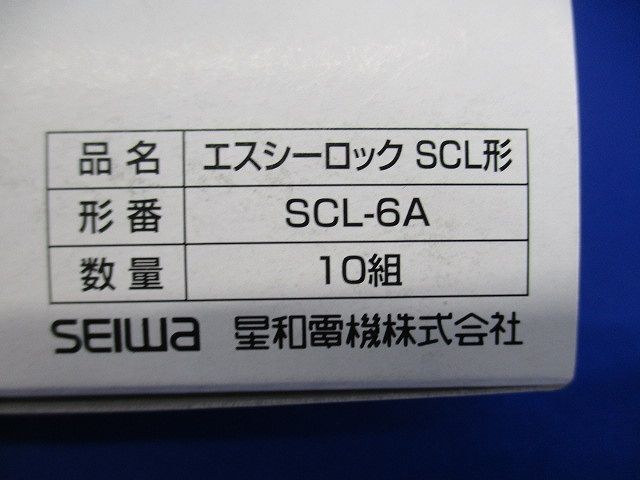 品名 エスシーロック SCL形
形番 SCL-6A
数量 10組
SEIWA 星和電機株式会社